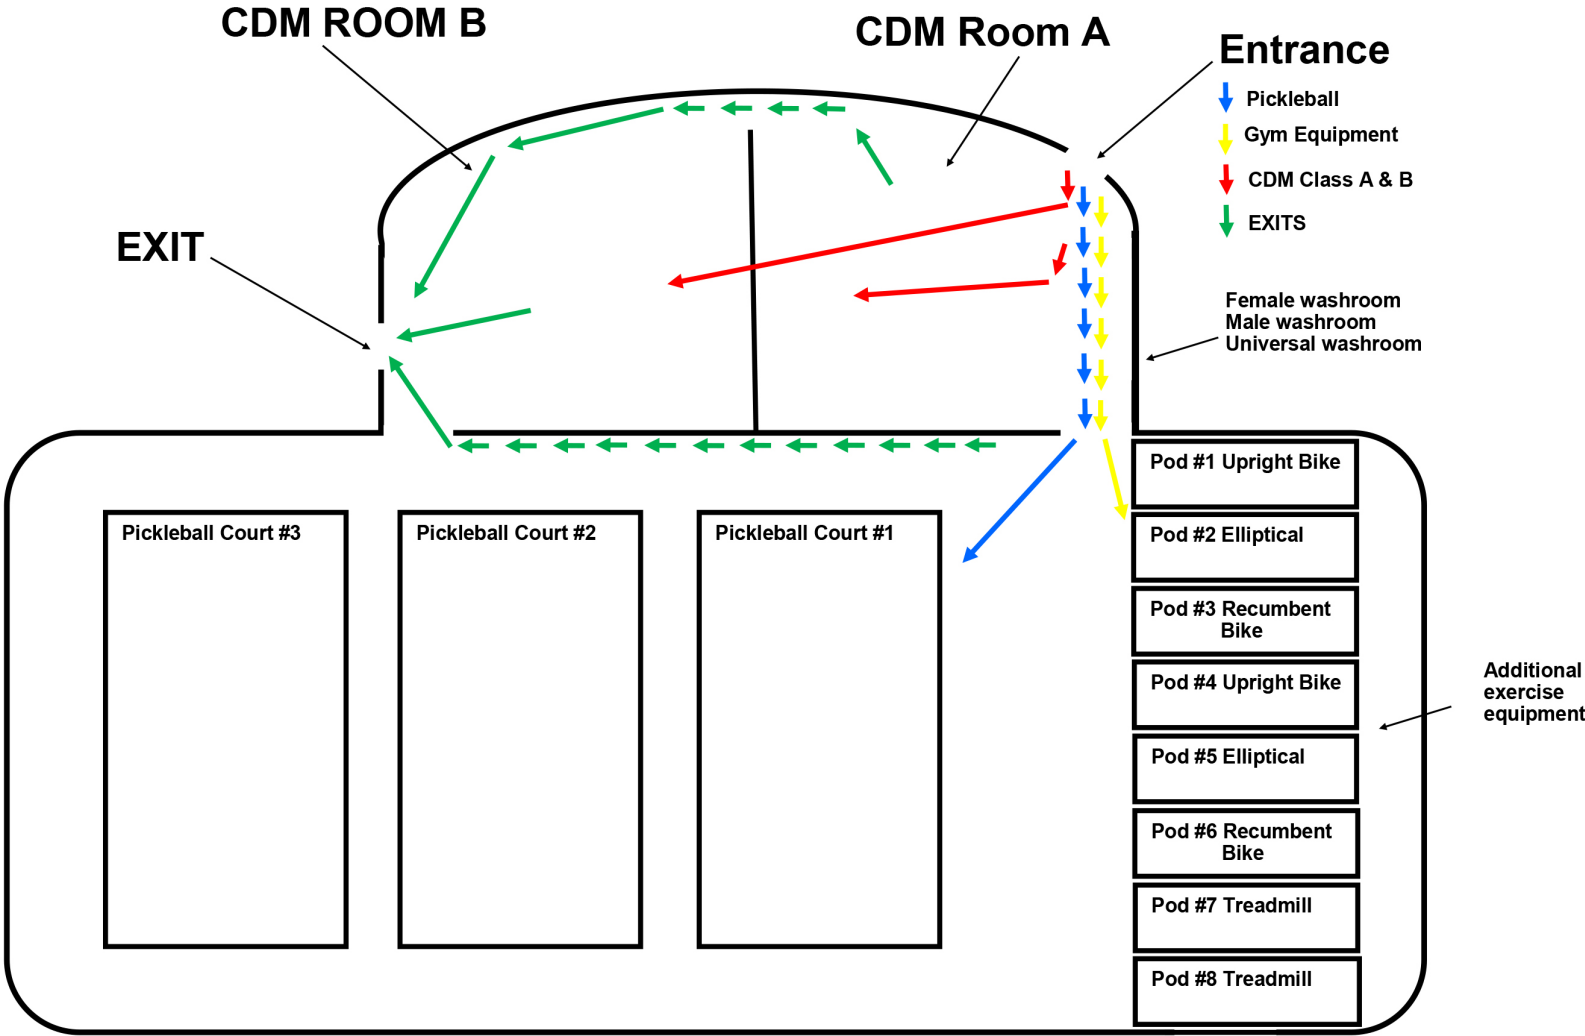 CDM ROOM B
CDM Room A
Entrance
Pickleball
Gym Equipment
CDM Class A & B
EXITS
EXIT
Female washroom
Male washroom
Universal washroom
Pod #1 Upright Bike
Pickleball Court #3
Pickleball Court #2
Pickleball Court #1
Pod #2 Elliptical
Pod #3 Recumbent
Bike
Pod #4 Upright Bike
Additional
exercise
equipment
Pod #5 Elliptical
Pod #6 Recumbent
Bike
Pod #7 Treadmill
Pod #8 Treadmill